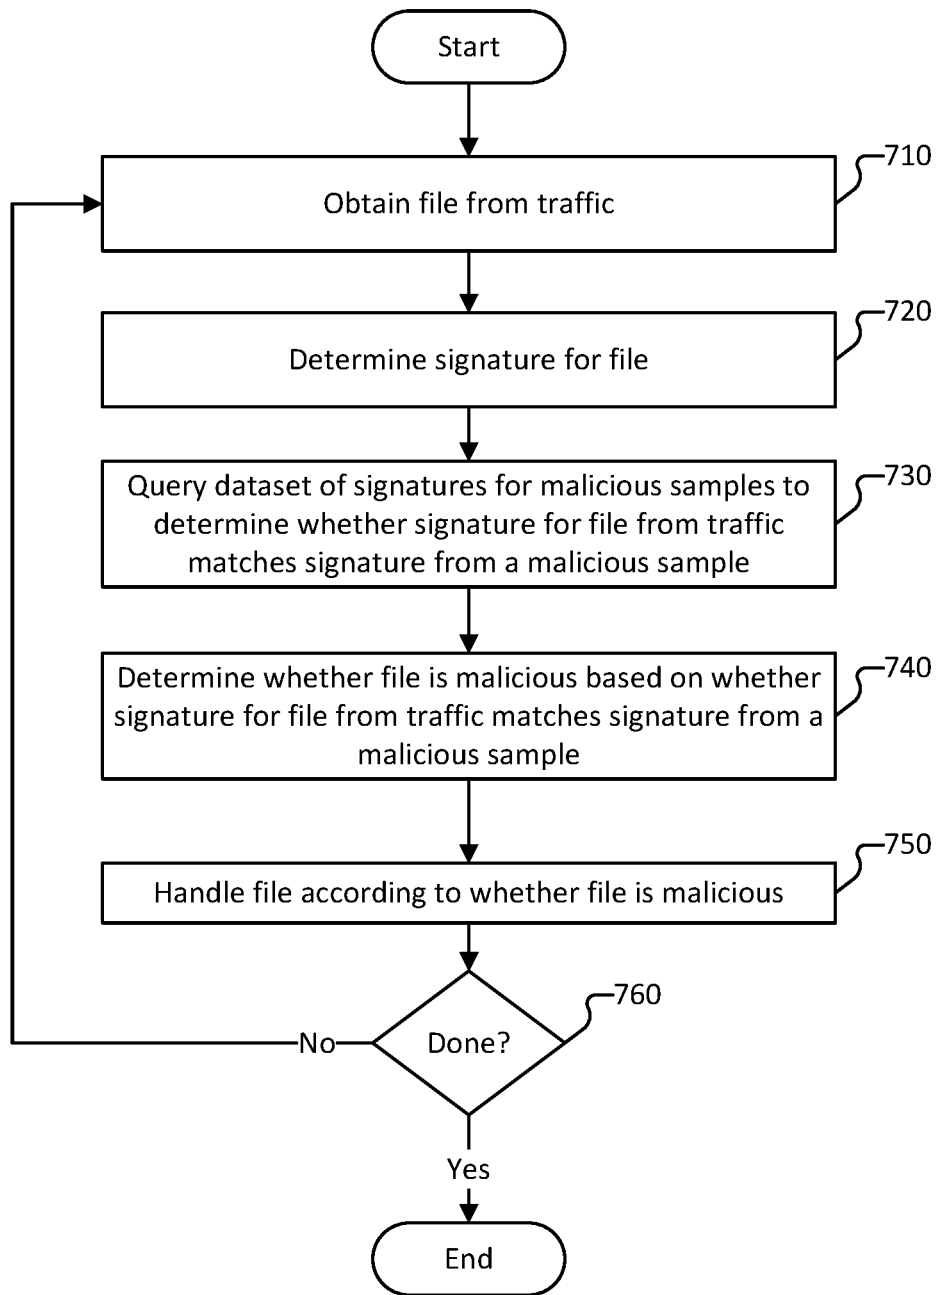 Start
710
Obtain file from traffic
720
Determine signature for file
730
Query dataset of signatures for malicious samples to
determine whether signature for file from traffic
matches signature from a malicious sample
740
Determine whether file is malicious based on whether
signature for file from traffic matches signature from a
malicious sample
750
Handle file according to whether file is malicious
760
Done?
No
Yes
End